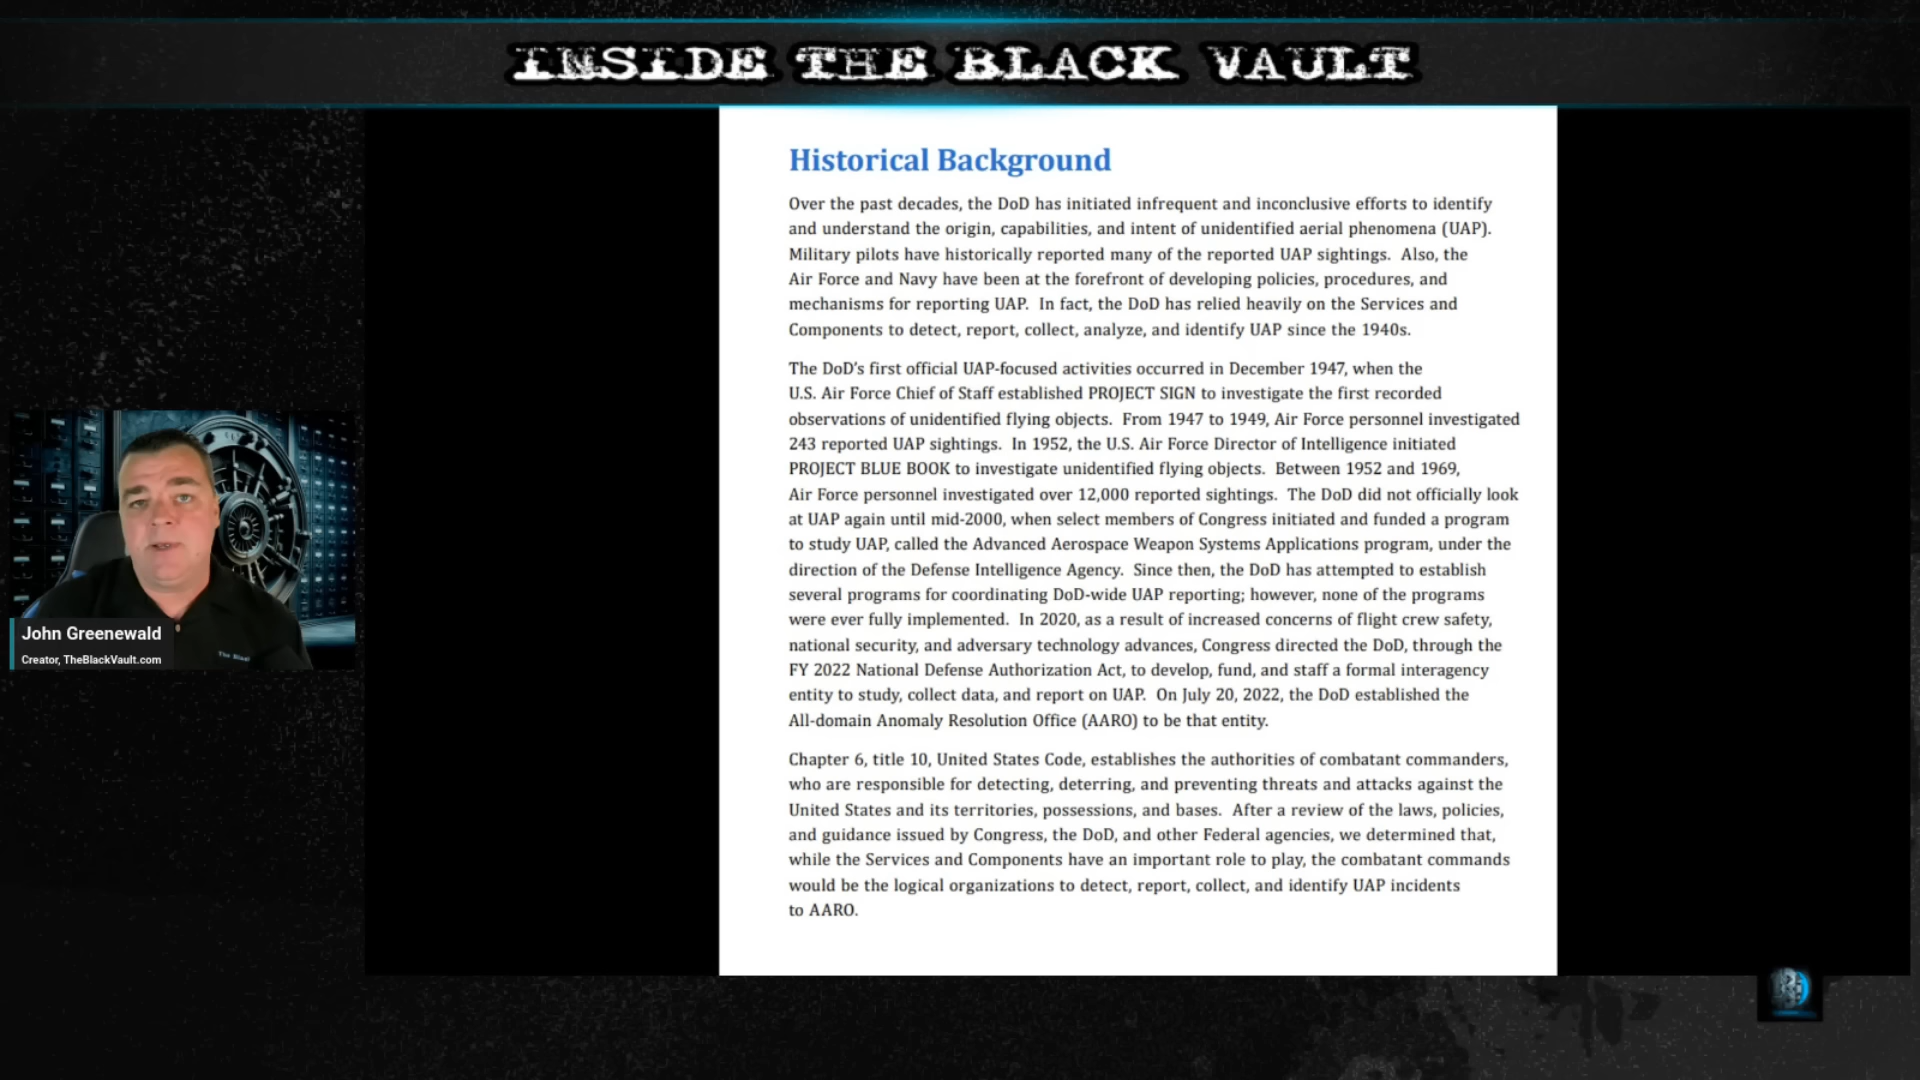 INSIDE THE BLACK VAULT
Historical Background
Over the past decades, the DoD has initiated infrequent and inconclusive efforts to identify
and understand the origin, capabilities, and intent of unidentified aerial phenomena (UAP).
Military pilots have historically reported many of the reported UAP sightings. Also, the
Air Force and Navy have been at the forefront of developing policies, procedures, and
mechanisms for reporting UAP. In fact, the DoD has relied heavily on the Services and
Components to detect, report, collect, analyze, and identify UAP since the 1940s.
The DoD’s first official UAP-focused activities occurred in December 1947, when the
U.S. Air Force Chief of Staff established PROJECT SIGN to investigate the first recorded
observations of unidentified flying objects. From 1947 to 1949, Air Force personnel investigated
243 reported UAP sightings. In 1952, the U.S. Air Force Director of Intelligence initiated
PROJECT BLUE BOOK to investigate unidentified flying objects. Between 1952 and 1969,
Air Force personnel investigated over 12,000 reported sightings. The DoD did not officially look
at UAP again until mid-2000, when select members of Congress initiated and funded a program
to study UAP, called the Advanced Aerospace Weapon Systems Applications program, under the
direction of the Defense Intelligence Agency. Since then, the DoD has attempted to establish
several programs for coordinating DoD-wide UAP reporting; however, none of the programs
were ever fully implemented. In 2020, as a result of increased concerns of flight crew safety,
national security, and adversary technology advances, Congress directed the DoD, through the
FY 2022 National Defense Authorization Act, to develop, fund, and staff a formal interagency
entity to study, collect data, and report on UAP. On July 20, 2022, the DoD established the
All-domain Anomaly Resolution Office (AARO) to be that entity.
Chapter 6, title 10, United States Code, establishes the authorities of combatant commanders,
who are responsible for detecting, deterring, and preventing threats and attacks against the
United States and its territories, possessions, and bases. After a review of the laws, policies,
and guidance issued by Congress, the DoD, and other Federal agencies, we determined that,
while the Services and Components have an important role to play, the combatant commands
would be the logical organizations to detect, report, collect, and identify UAP incidents
to AARO.
John Greenewald
Creator, TheBlackVault.com